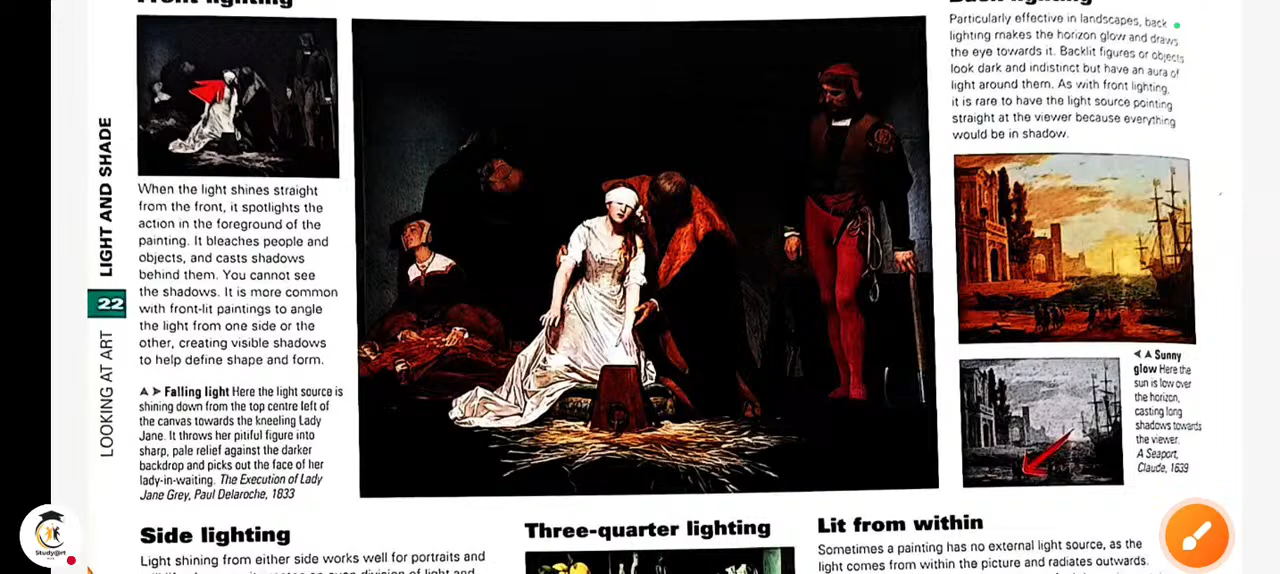 Front lighting
When the light shines straight
from the front, it spotlights the
action in the foreground of the
painting. It bleaches people and
objects, and casts shadows
behind them. You cannot see
the shadows. It is more common
with front-lit paintings to angle
the light from one side or the
other, creating visible shadows
to help define shape and form.
Falling light Here the light source is
shining down from the top centre left of
the canvas towards the kneeling Lady
Jane. It throws her pitiful figure into
sharp, pale relief against the darker
backdrop and picks out the face of her
lady-in-waiting. The Execution of Lady
Jane Grey, Paul Delaroche, 1833
LIGHT AND SHADE
22
LOOKING AT ART
Back lighting
Particularly effective in landscapes, back
lighting makes the horizon glow and draws
the eye towards it. Backlit figures or objects
look dark and indistinct but have an aura of
light around them. As with front lighting,
it is rare to have the light source pointing
straight at the viewer because everything
would be in shadow.
Sunny
glow Here the
sun is low over
the horizon,
casting long
shadows towards
the viewer.
A Seaport,
Claude, 1639
Side lighting
Light shining from either side works well for portraits and
Three-quarter lighting
Lit from within
Sometimes a painting has no external light source, as the
light comes from within the picture and radiates outwards.
Study@rt